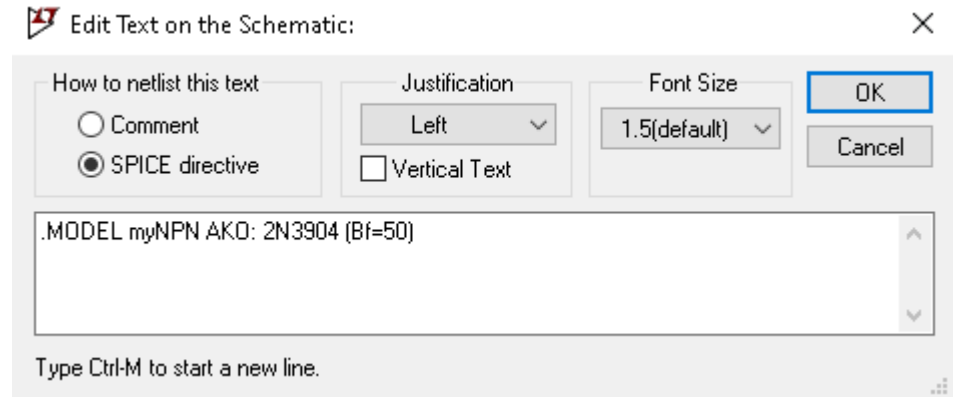 Edit Text on the Schematic:
How to netlist this text
Comment
SPICE directive
Justification
Left
Vertical Text
Font Size
1.5(default)
OK
Cancel
.MODEL myNPN AKO: 2N3904 (Bf=50)
Type Ctrl-M to start a new line.